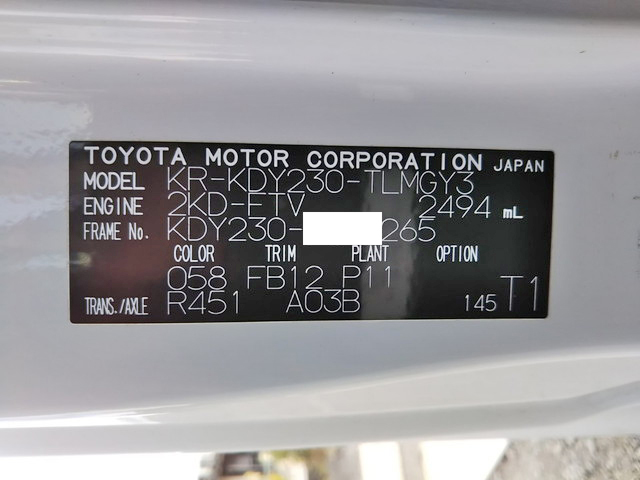 TOYOTA MOTOR CORPORATION JAPAN
MODEL KR-KDY230-TLMGY3
ENGINE 2KD-FTV 2494 mL
FRAME No. KDY230- 265
COLOR TRIM PLANT OPTION
058 FB12 P11
TRANS./AXLE R451 A03B 145 T1